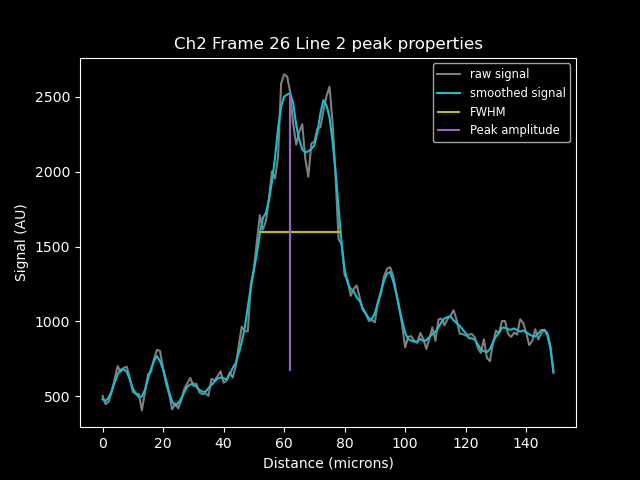 Ch2 Frame 26 Line 2 peak properties
raw signal
smoothed signal
FWHM
Peak amplitude
Signal (AU)
2500
2000
1500
1000
500
0 20 40 60 80 100 120 140
Distance (microns)